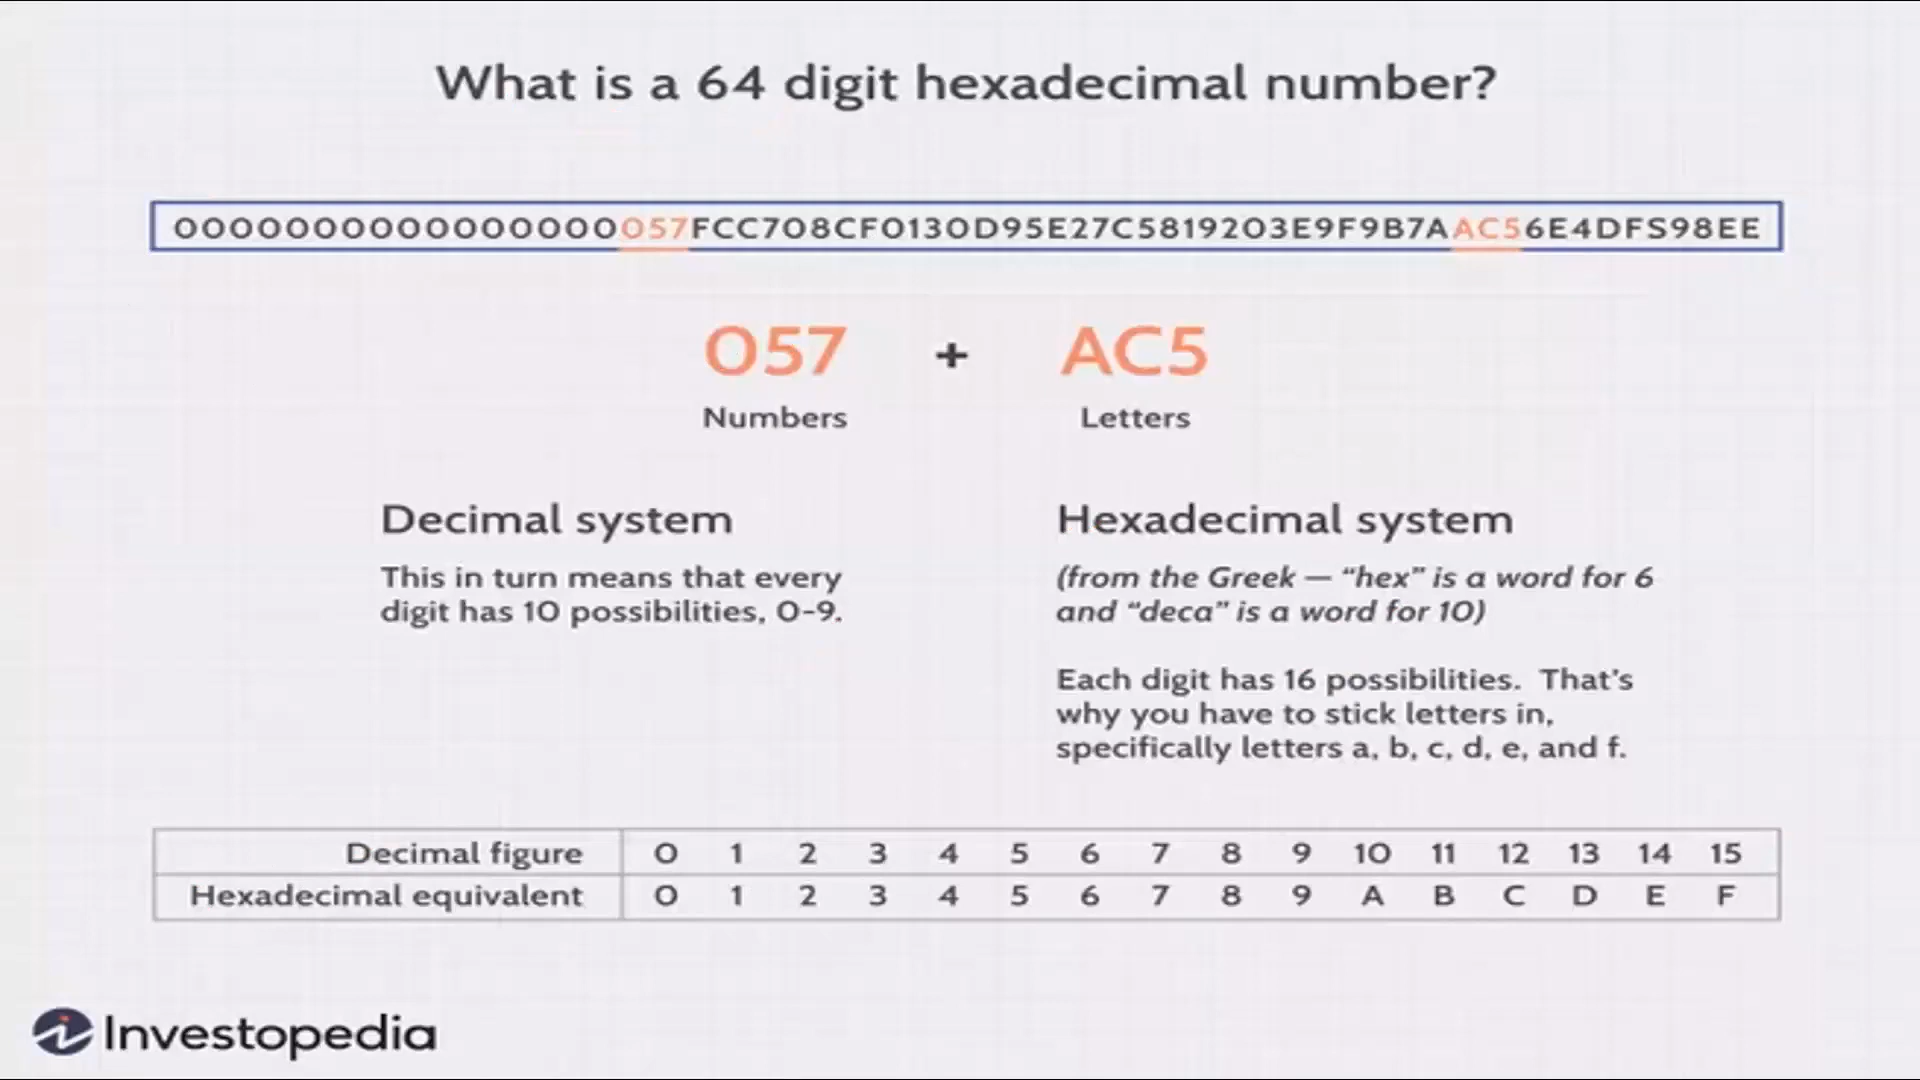 What is a 64 digit hexadecimal number?
0000000000000000057FCC708CF0130D95E27C5819203E9F9B7AAC56E4DFS98EE
057 + AC5
Numbers Letters
Decimal system
This in turn means that every
digit has 10 possibilities, 0-9.
Hexadecimal system
(from the Greek — “hex” is a word for 6
and “deca” is a word for 10)
Each digit has 16 possibilities. That's
why you have to stick letters in,
specifically letters a, b, c, d, e, and f.
Decimal figure 0 1 2 3 4 5 6 7 8 9 10 11 12 13 14 15
Hexadecimal equivalent 0 1 2 3 4 5 6 7 8 9 A B C D E F
Investopedia